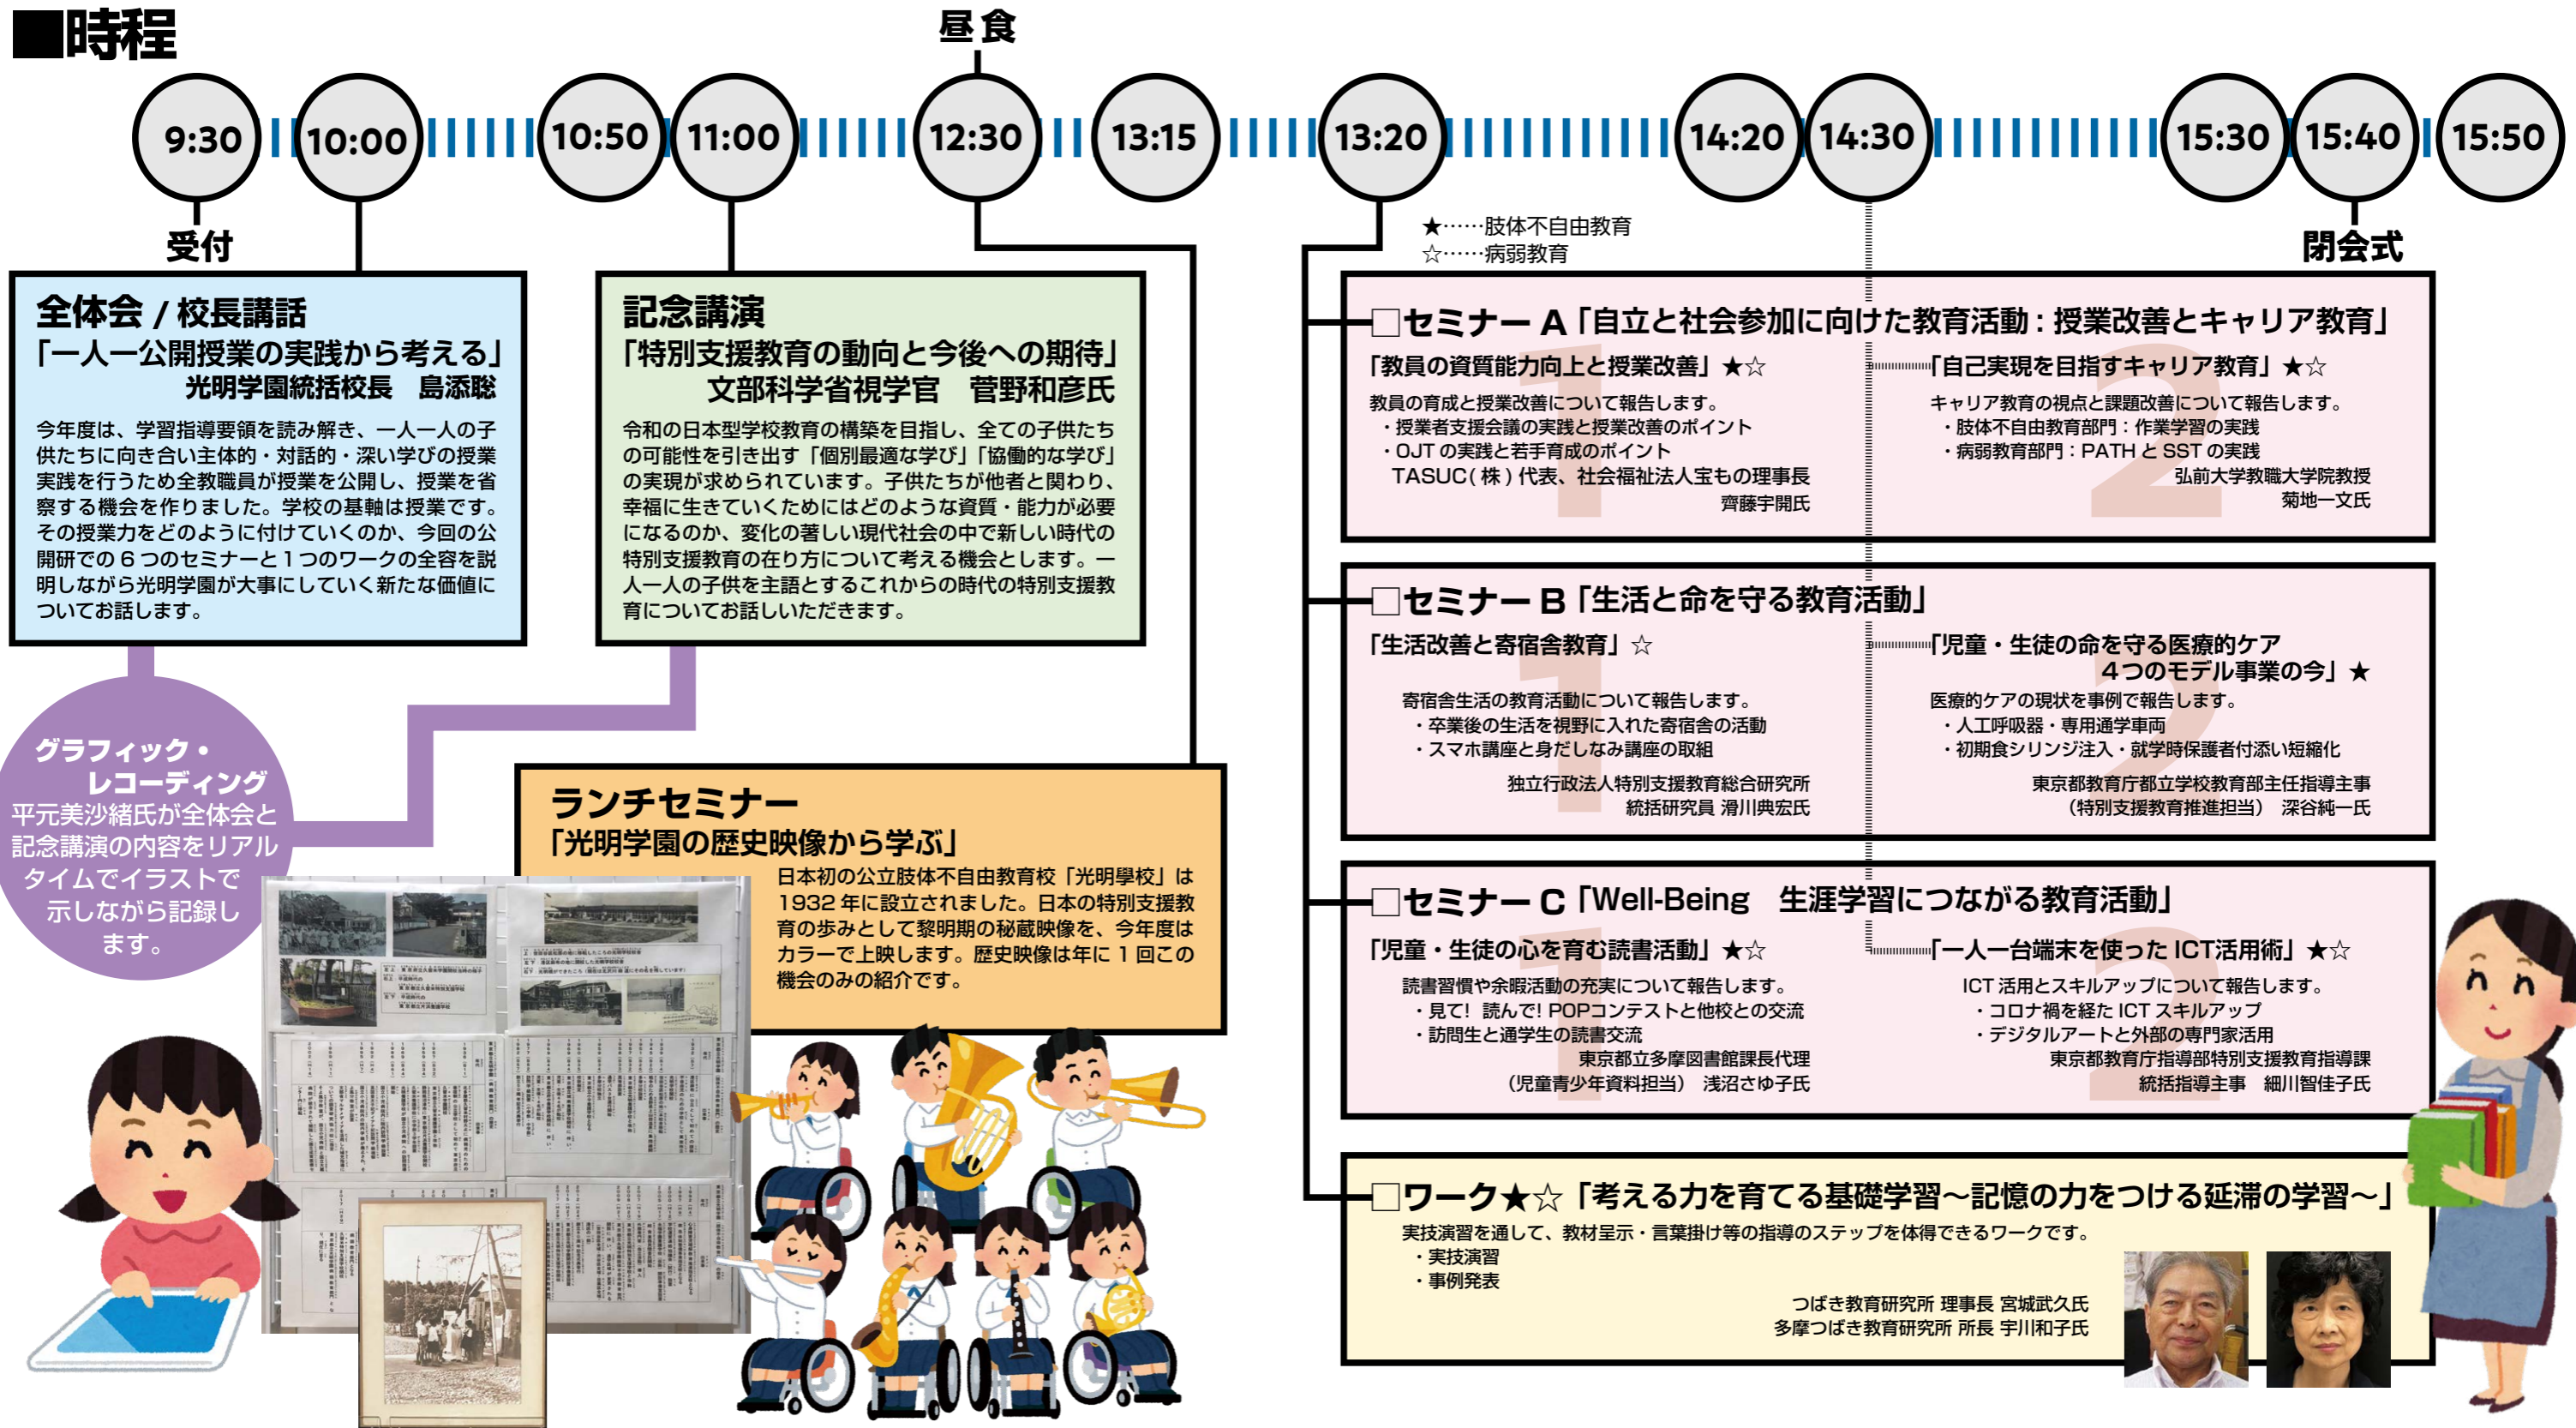 ■時程
昼食
9:30
10:00
10:50
11:00
12:30
13:15
13:20
14:20
14:30
15:30
15:40
15:50
受付
閉会式
全体会 / 校長講話
「一人一公開授業の実践から考える」
光明学園統括校長　島添聡
今年度は、学習指導要領を読み解き、一人一人の子
供たちに向き合い主体的・対話的・深い学びの授業
実践を行うため全教職員が授業を公開し、授業を省
察する機会を作りました。学校の基軸は授業です。
その授業力をどのように付けていくのか、今回の公
開研での 6 つのセミナーと 1 つのワークの全容を説
明しながら光明学園が大事にしていく新たな価値に
ついてお話します。
記念講演
「特別支援教育の動向と今後への期待」
文部科学省視学官　菅野和彦氏
令和の日本型学校教育の構築を目指し、全ての子供たち
の可能性を引き出す「個別最適な学び」「協働的な学び」
の実現が求められています。子供たちが他者と関わり、
幸福に生きていくためにはどのような資質・能力が必要
になるのか、変化の著しい現代社会の中で新しい時代の
特別支援教育の在り方について考える機会とします。一
人一人の子供を主語とするこれからの時代の特別支援教
育についてお話しいただきます。
グラフィック・
レコーディング
平元美沙緒氏が全体会と
記念講演の内容をリアル
タイムでイラストで
示しながら記録し
ます。
ランチセミナー
「光明学園の歴史映像から学ぶ」
日本初の公立肢体不自由教育校「光明學校」は
1932 年に設立されました。日本の特別支援教
育の歩みとして黎明期の秘蔵映像を、今年度は
カラーで上映します。歴史映像は年に 1 回この
機会のみの紹介です。
★……肢体不自由教育
☆……病弱教育
□セミナー A「自立と社会参加に向けた教育活動 : 授業改善とキャリア教育」
1
「教員の資質能力向上と授業改善」★☆
教員の育成と授業改善について報告します。
・授業者支援会議の実践と授業改善のポイント
・OJT の実践と若手育成のポイント
TASUC( 株 ) 代表、社会福祉法人宝もの理事長
齊藤宇開氏
2
「自己実現を目指すキャリア教育」★☆
キャリア教育の視点と課題改善について報告します。
・肢体不自由教育部門：作業学習の実践
・病弱教育部門：PATH と SST の実践
弘前大学教職大学院教授
菊地一文氏
□セミナー B「生活と命を守る教育活動」
1
「生活改善と寄宿舎教育」☆
寄宿舎生活の教育活動について報告します。
・卒業後の生活を視野に入れた寄宿舎の活動
・スマホ講座と身だしなみ講座の取組
独立行政法人特別支援教育総合研究所
統括研究員 滑川典宏氏
2
「児童・生徒の命を守る医療的ケア
４つのモデル事業の今」★
医療的ケアの現状を事例で報告します。
・人工呼吸器・専用通学車両
・初期食シリンジ注入・就学時保護者付添い短縮化
東京都教育庁都立学校教育部主任指導主事
（特別支援教育推進担当）　深谷純一氏
□セミナー C「Well-Being　生涯学習につながる教育活動」
1
「児童・生徒の心を育む読書活動」★☆
読書習慣や余暇活動の充実について報告します。
・見て！読んで！POPコンテストと他校との交流
・訪問生と通学生の読書交流
東京都立多摩図書館課長代理
（児童青少年資料担当）　浅沼さゆ子氏
2
「一人一台端末を使った ICT活用術」★☆
ICT 活用とスキルアップについて報告します。
・コロナ禍を経た ICT スキルアップ
・デジタルアートと外部の専門家活用
東京都教育庁指導部特別支援教育指導課
統括指導主事　細川智佳子氏
□ワーク★☆「考える力を育てる基礎学習～記憶の力をつける延滞の学習～」
実技演習を通して、教材呈示・言葉掛け等の指導のステップを体得できるワークです。
・実技演習
・事例発表
つばき教育研究所 理事長 宮城武久氏
多摩つばき教育研究所 所長 宇川和子氏